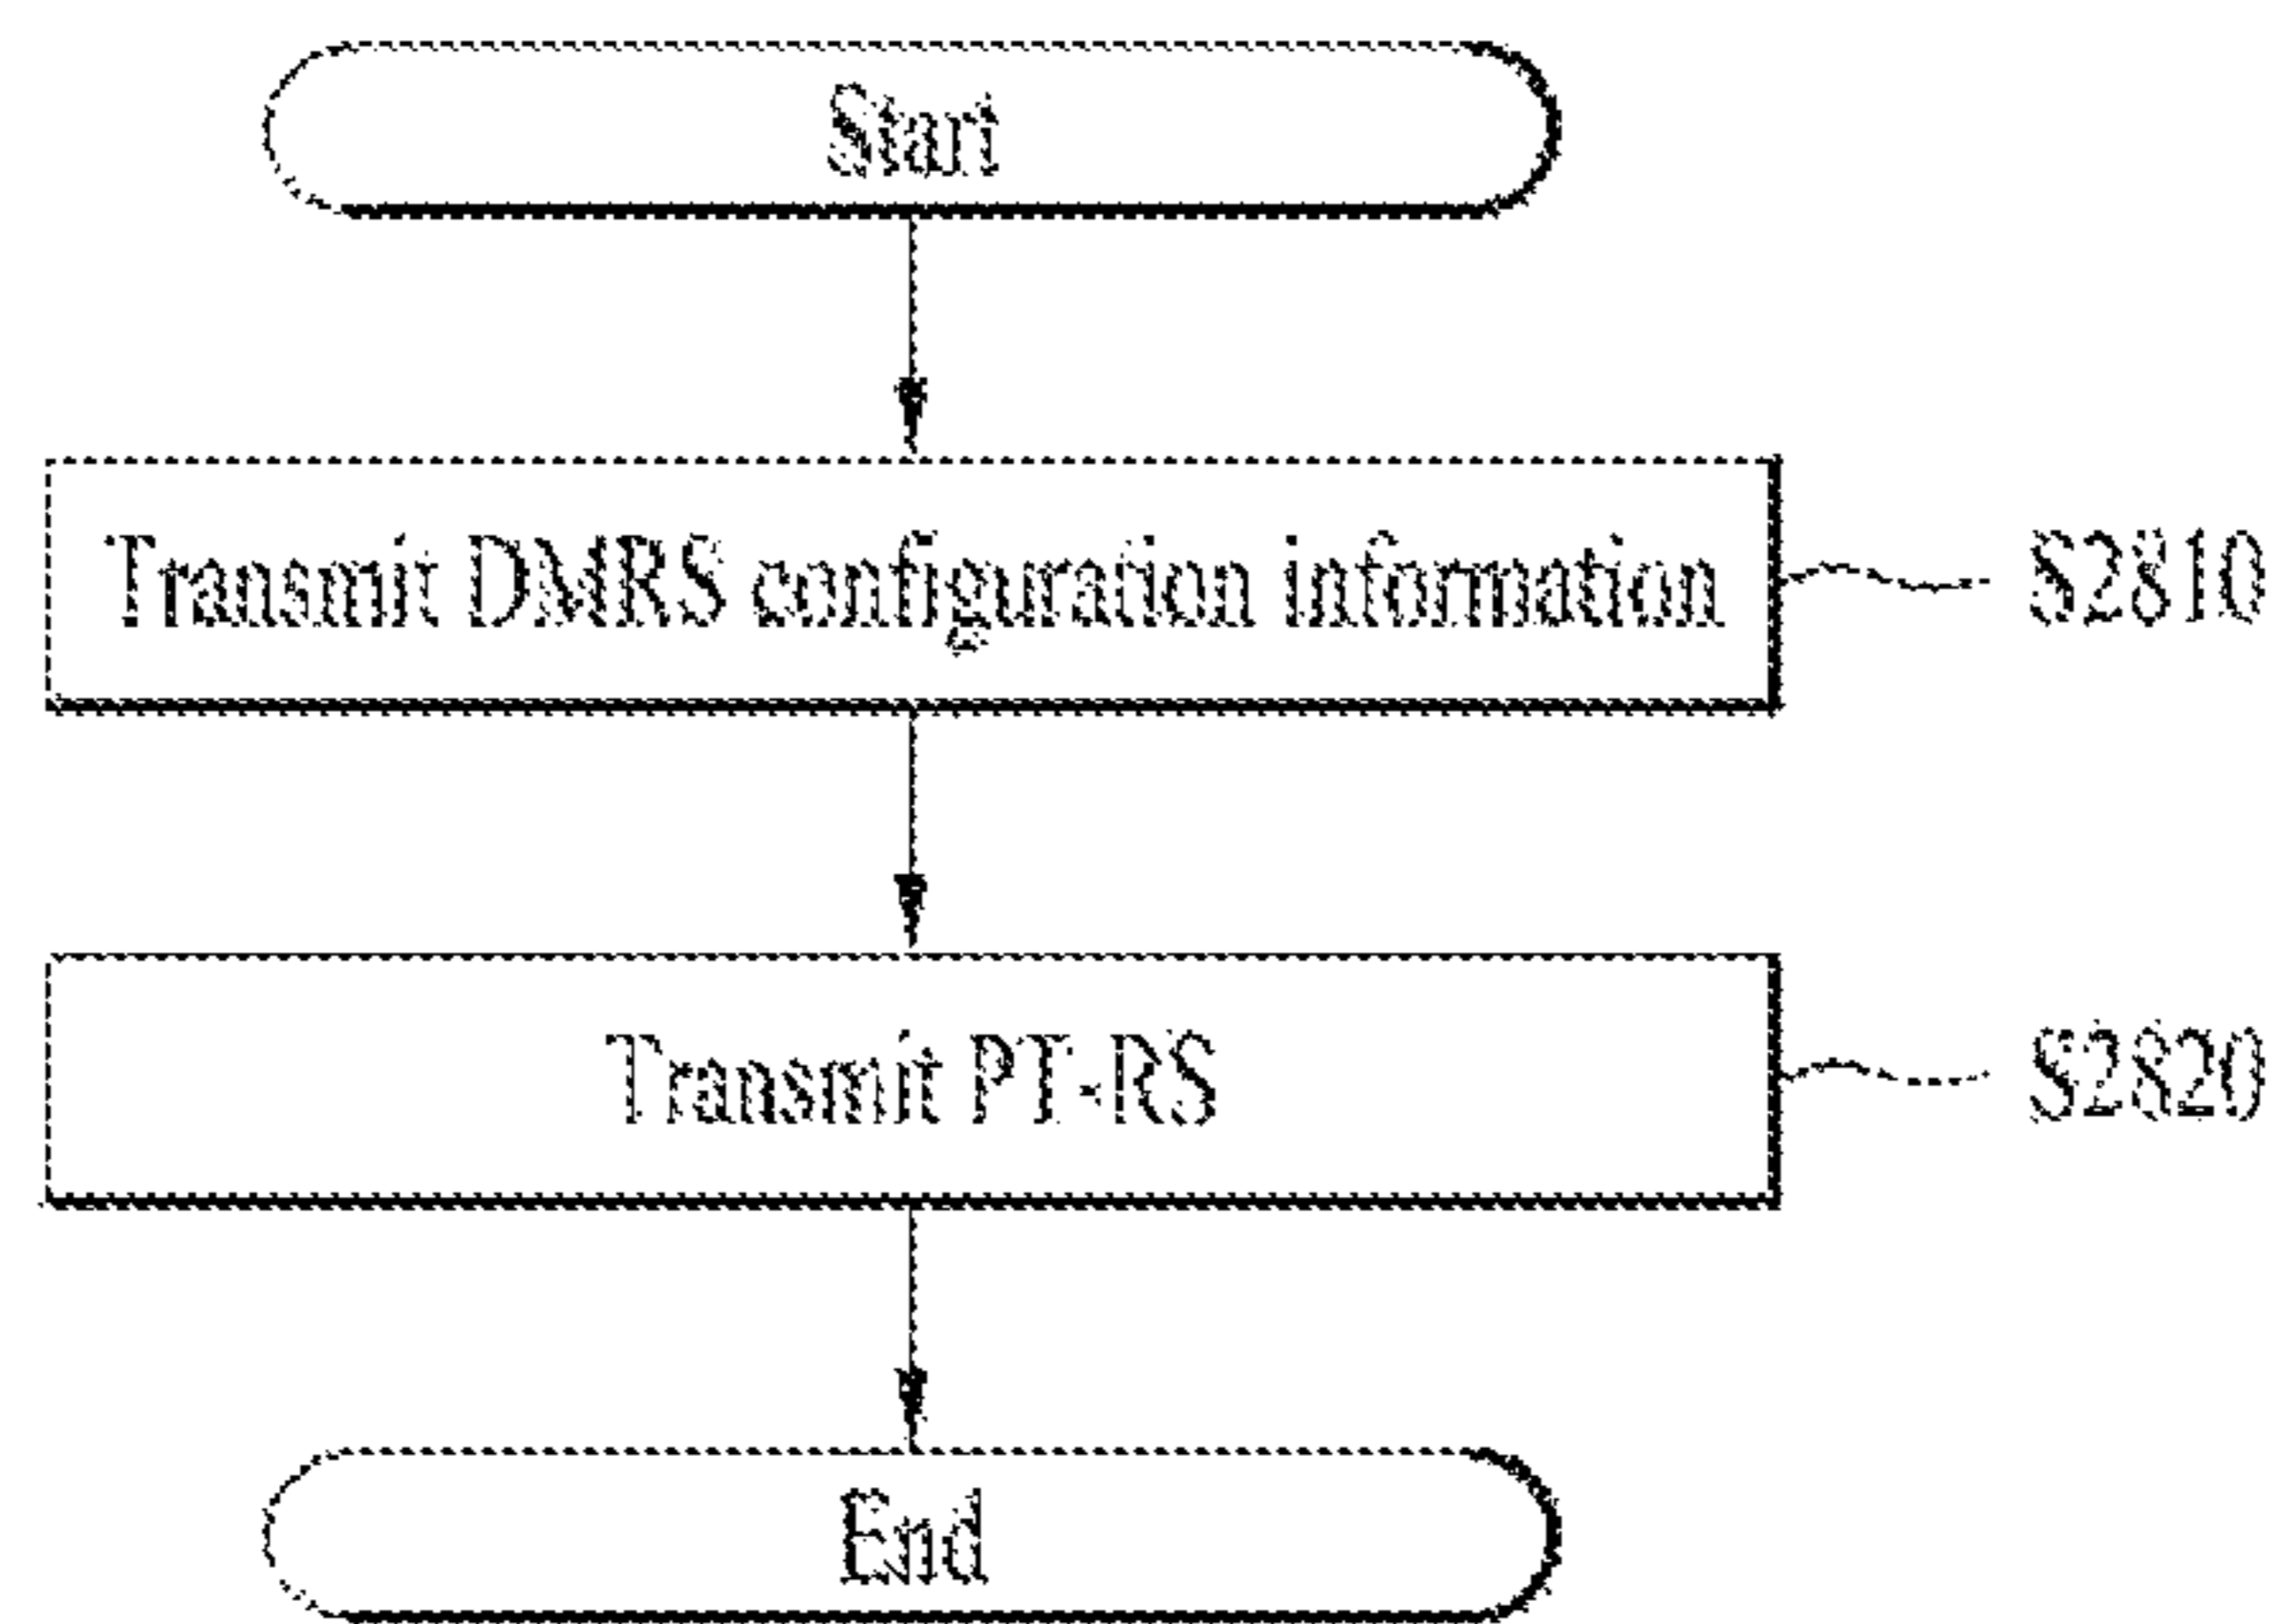 Start
Transmit DMRS configuration information
S2810
Transmit PT-RS
S2820
End